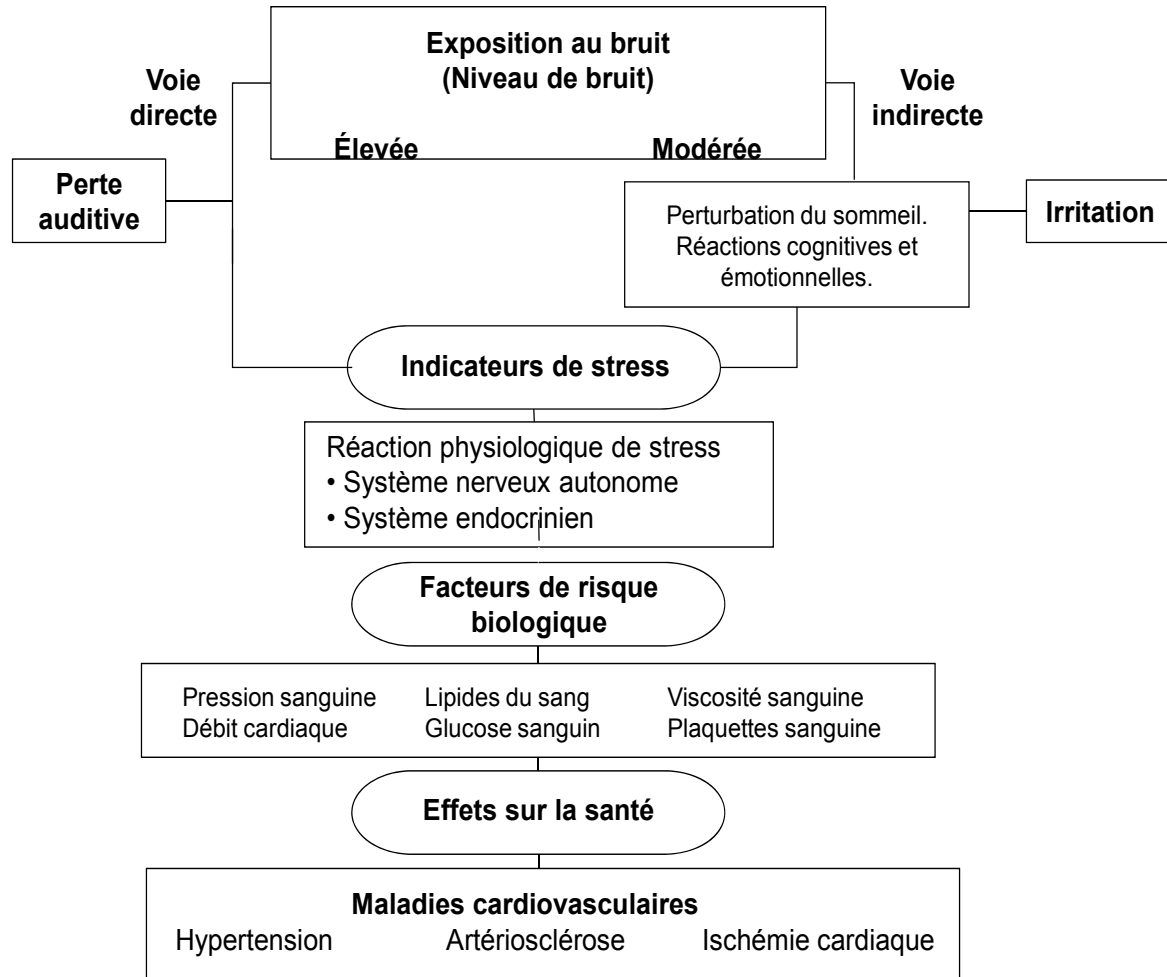 Exposition au bruit
(Niveau de bruit)
Voie
directe
Voie
indirecte
Élevée
Modérée
Perte
auditive
Perturbation du sommeil.
Réactions cognitives et
émotionnelles.
Irritation
Indicateurs de stress
Réaction physiologique de stress
• Système nerveux autonome
• Système endocrinien
Facteurs de risque
biologique
Pression sanguine
Lipides du sang
Viscosité sanguine
Débit cardiaque
Glucose sanguin
Plaquettes sanguine
Effets sur la santé
Maladies cardiovasculaires
Hypertension
Artériosclérose
Ischémie cardiaque